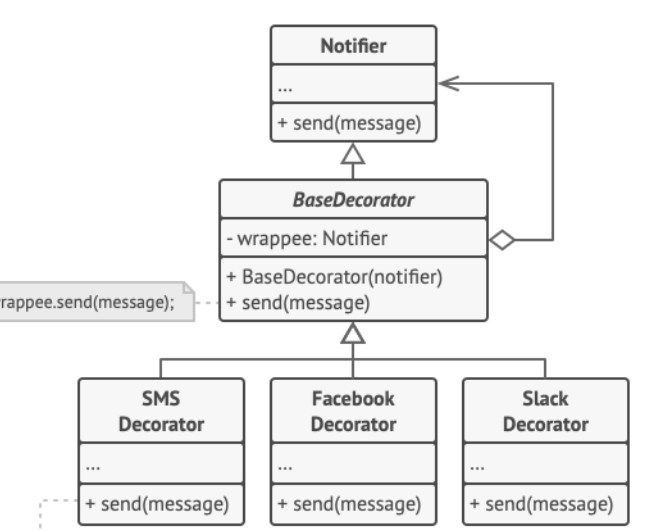 Notifier
...
+ send(message)
BaseDecorator
- wrappee: Notifier
+ BaseDecorator(notifier)
+ send(message)
rappee.send(message);
SMS
Decorator
...
+ send(message)
Facebook
Decorator
...
+ send(message)
Slack
Decorator
...
+ send(message)